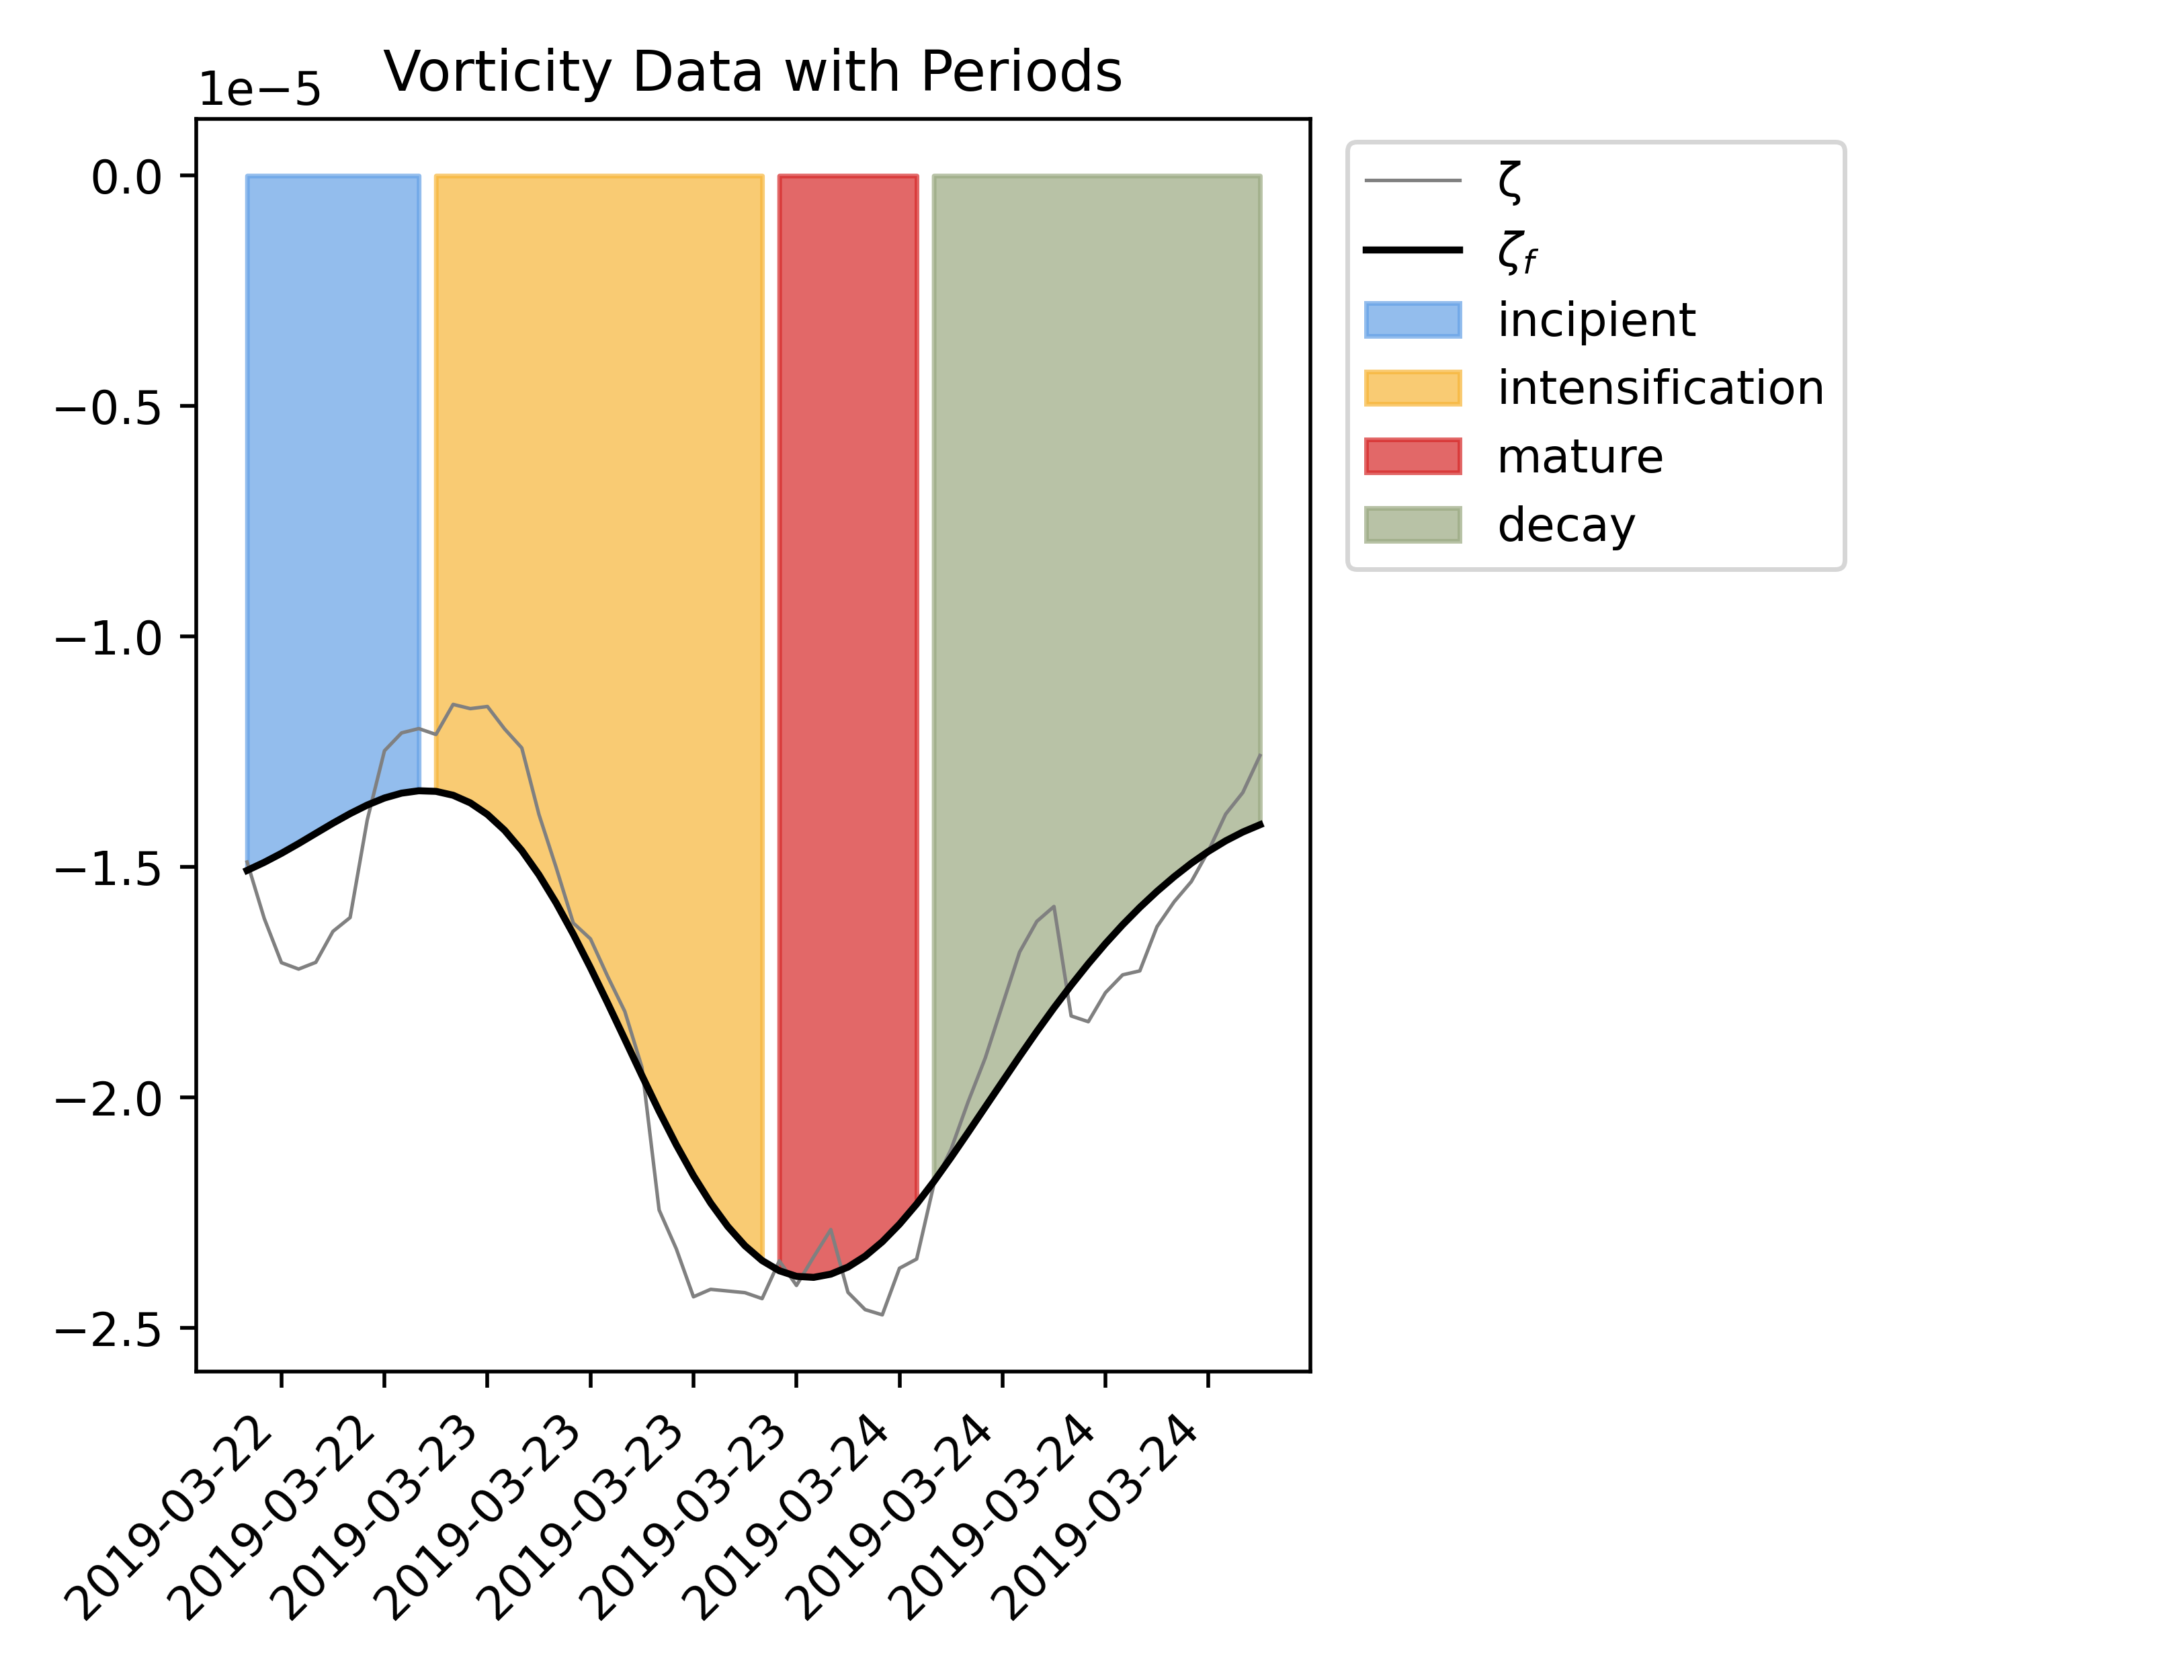 Vorticity Data with Periods
1e−5
0.0
−0.5
−1.0
−1.5
−2.0
−2.5
2019-03-22
2019-03-22
2019-03-23
2019-03-23
2019-03-23
2019-03-23
2019-03-24
2019-03-24
2019-03-24
2019-03-24
ζ
ζf
incipient
intensification
mature
decay